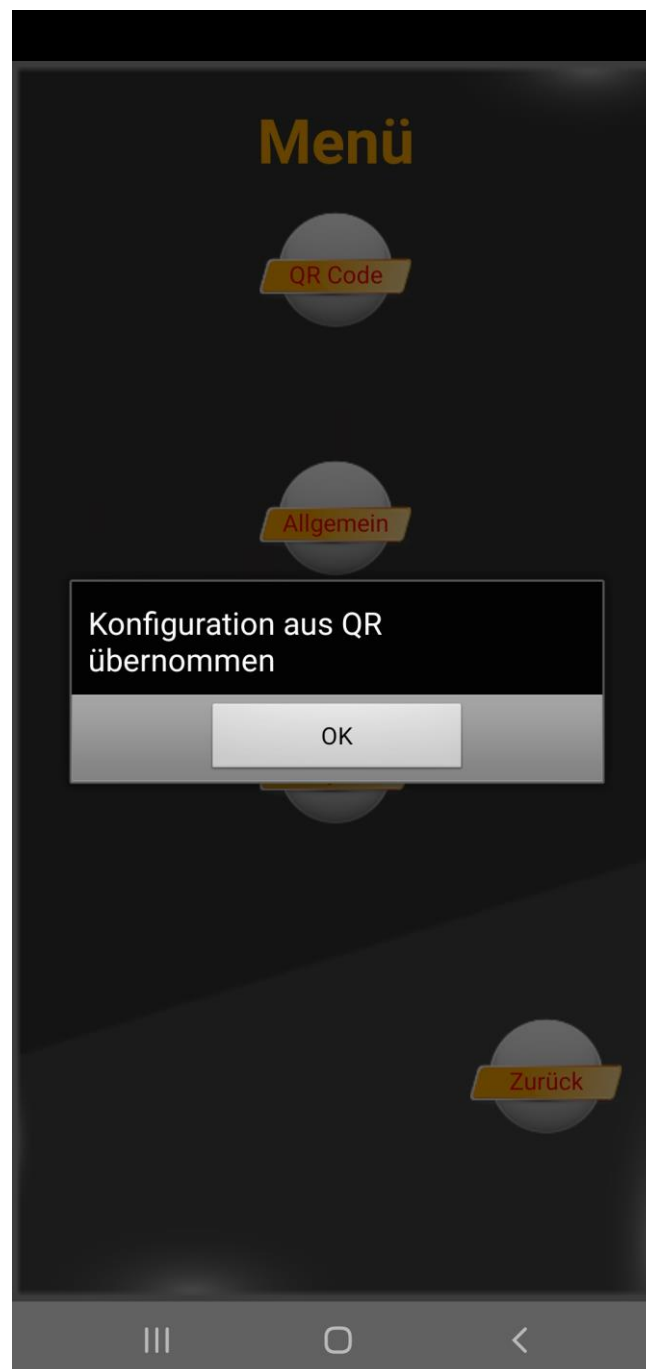 Menü
QR Code
Allgemein
Konfiguration aus QR
übernommen
OK
Zurück